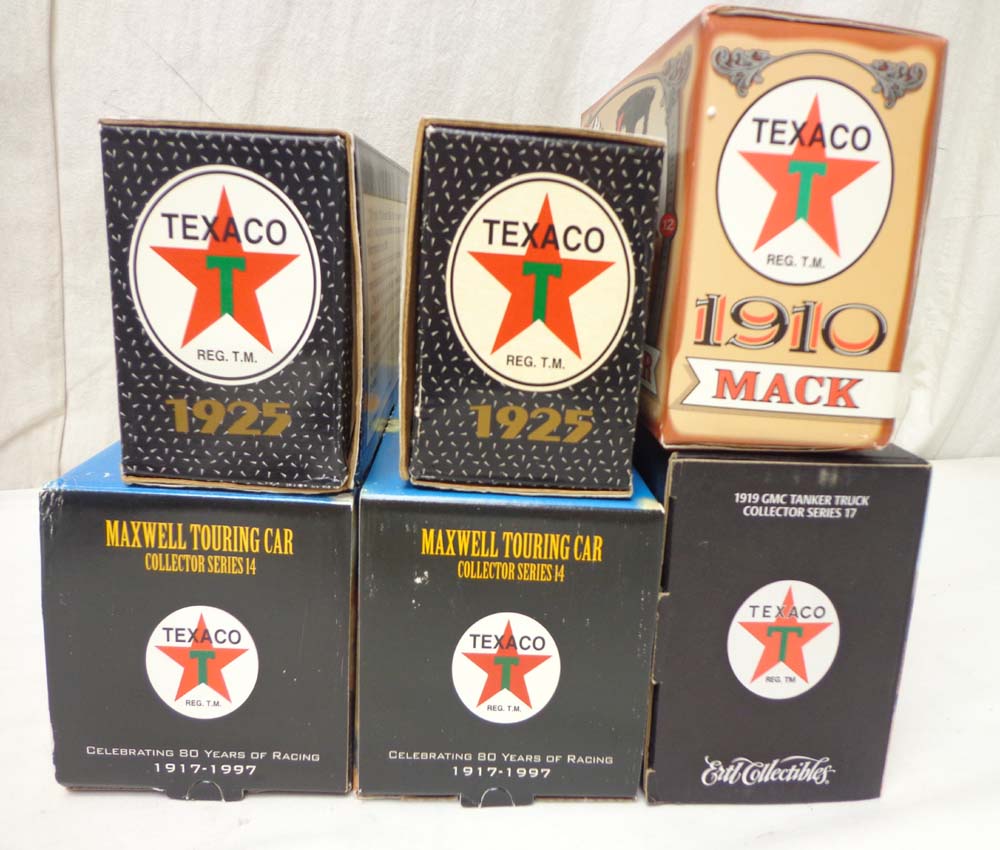 TEXACO
T
REG. T.M.
1925
TEXACO
T
REG. T.M.
1925
TEXACO
T
REG. T.M.
1910
MACK
12
MAXWELL TOURING CAR
COLLECTOR SERIES 14
TEXACO
T
REG. T.M.
CELEBRATING 80 YEARS OF RACING
1917-1997
MAXWELL TOURING CAR
COLLECTOR SERIES 14
TEXACO
T
REG. T.M.
CELEBRATING 80 YEARS OF RACING
1917-1997
1919 GMC TANKER TRUCK
COLLECTOR SERIES 17
TEXACO
T
REG. TM
Ertl Collectibles